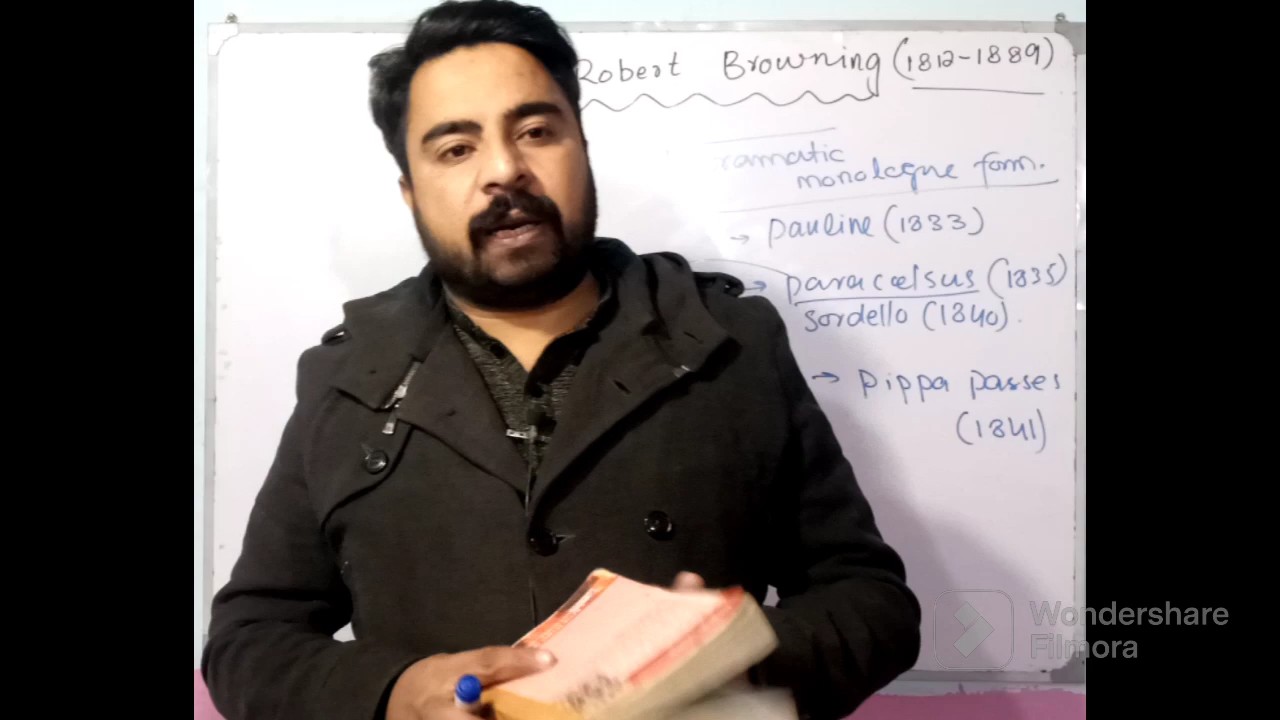 Robert Browning (1812-1889)
ramatic
monologue form.
→ Pauline (1833)
→ Paracelsus (1835)
Sordello (1840).
→ Pippa passes
(1841)
Wondershare
Filmora